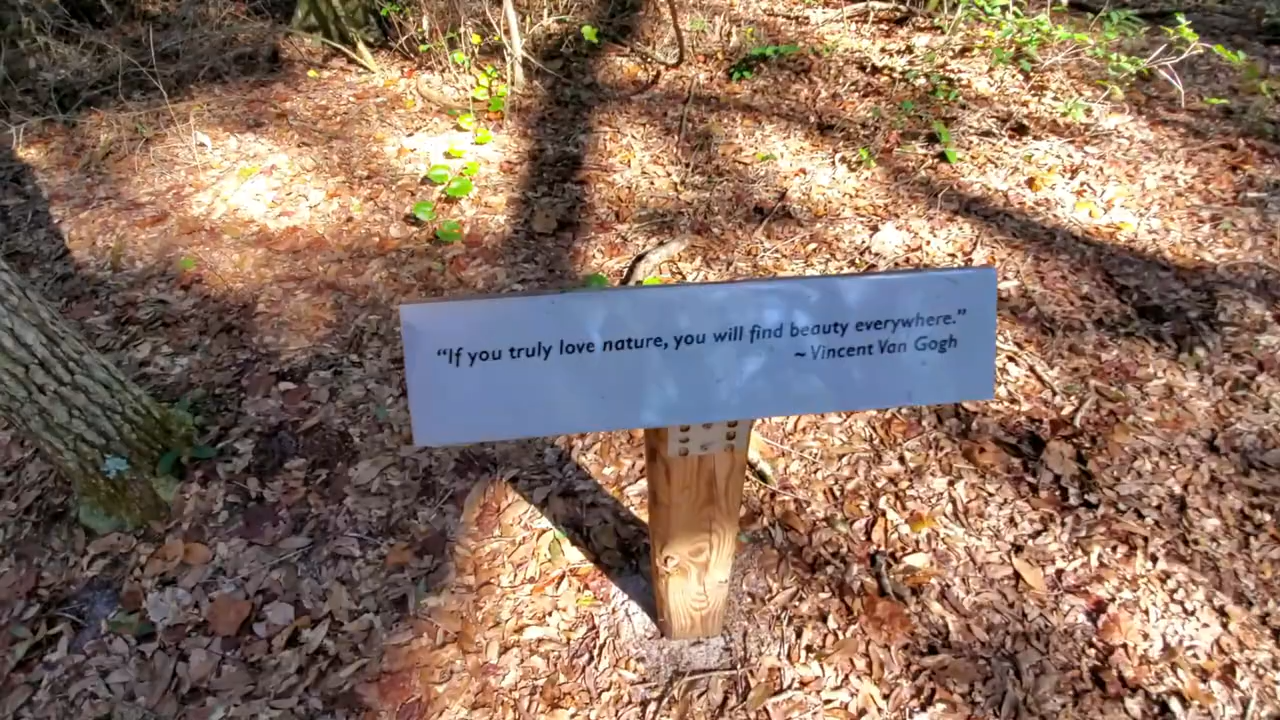 “If you truly love nature, you will find beauty everywhere.”
~ Vincent Van Gogh